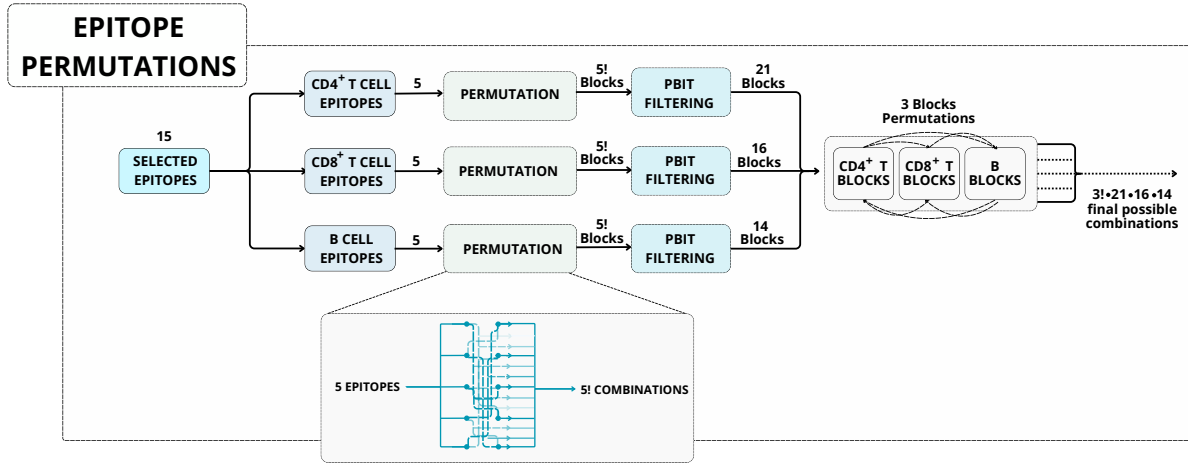 EPITOPE
PERMUTATIONS
15
SELECTED
EPITOPES
CD4+ T CELL
EPITOPES
5
PERMUTATION
5!
Blocks
PBIT
FILTERING
21
Blocks
CD8+ T CELL
EPITOPES
5
PERMUTATION
5!
Blocks
PBIT
FILTERING
16
Blocks
B CELL
EPITOPES
5
PERMUTATION
5!
Blocks
PBIT
FILTERING
14
Blocks
3 Blocks
Permutations
CD4+ T
BLOCKS
CD8+ T
BLOCKS
B
BLOCKS
3!•21•16•14
final possible
combinations
5 EPITOPES
5! COMBINATIONS